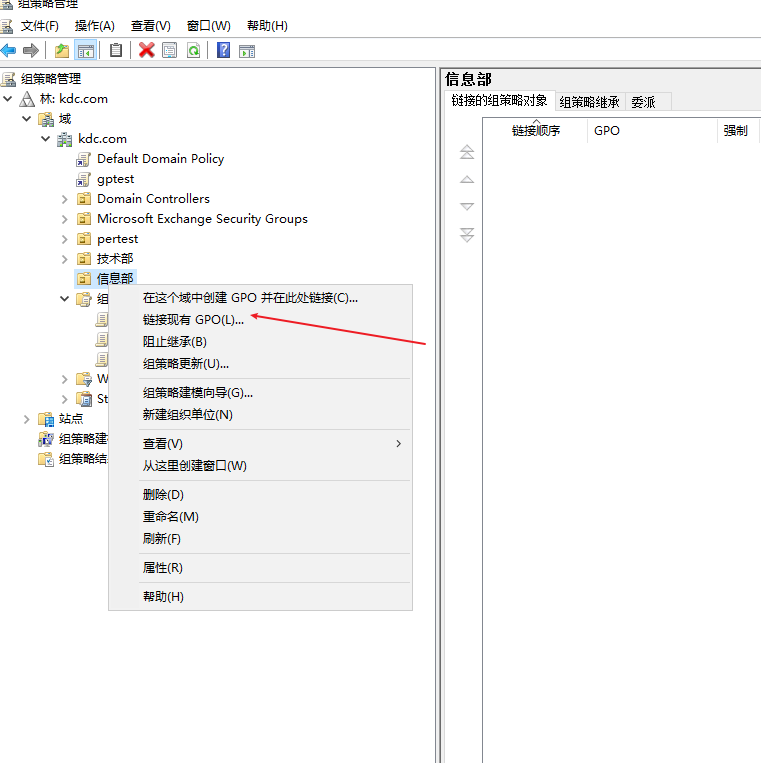 组策略管理
文件(F) 操作(A) 查看(V) 窗口(W) 帮助(H)
组策略管理
林: kdc.com
域
kdc.com
Default Domain Policy
gptest
Domain Controllers
Microsoft Exchange Security Groups
pertest
技术部
信息部
组
W
St
站点
组策略建
组策略结
在这个域中创建 GPO 并在此处链接(C)...
链接现有 GPO(L)...
阻止继承(B)
组策略更新(U)...
组策略建模向导(G)...
新建组织单位(N)
查看(V)
从这里创建窗口(W)
删除(D)
重命名(M)
刷新(F)
属性(R)
帮助(H)
信息部
链接的组策略对象 组策略继承 委派
链接顺序 GPO 强制